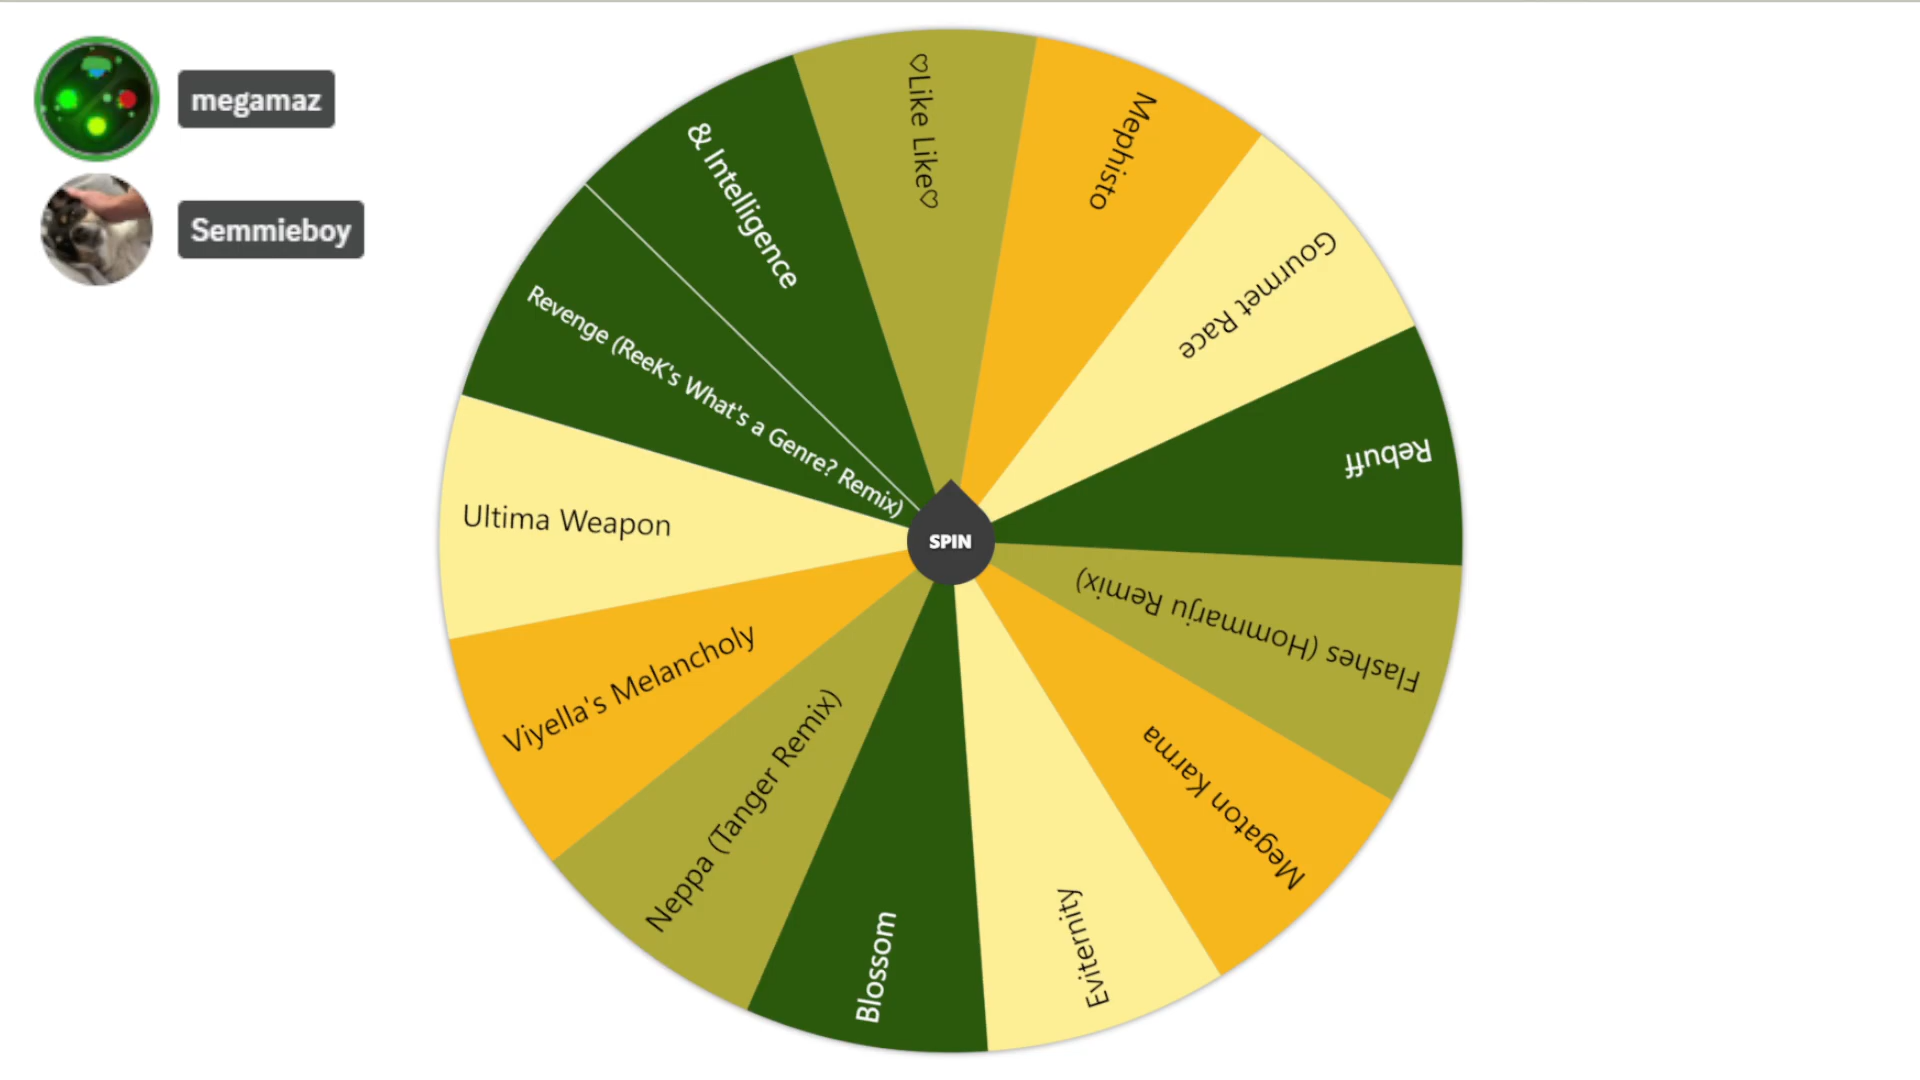 megamaz
Semmieboy
♡Like Like♡
Mephisto
Gourmet Race
Rebuff
Flashes (Hommarju Remix)
Megaton Karma
Eviternity
Blossom
Neppa (Tanger Remix)
Viyella's Melancholy
Ultima Weapon
Revenge (ReeK's What's a Genre? Remix)
& Intelligence
SPIN